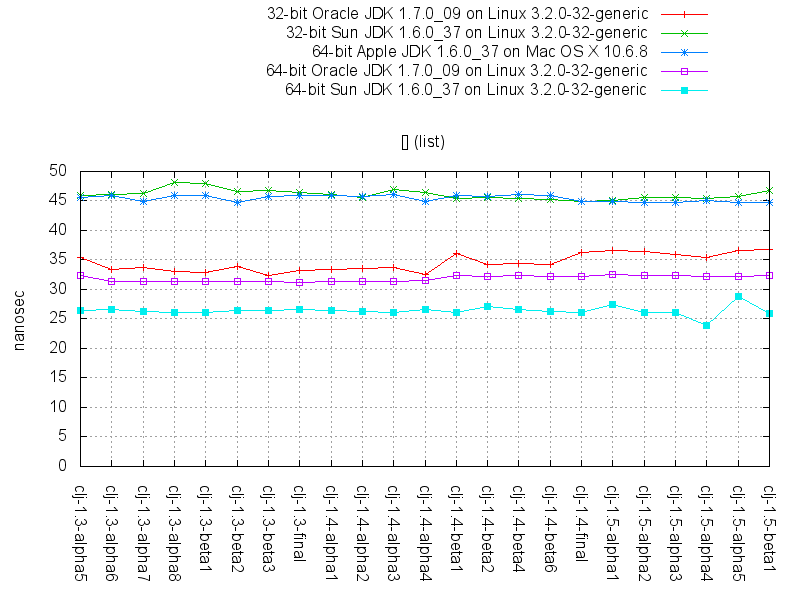 32-bit Oracle JDK 1.7.0_09 on Linux 3.2.0-32-generic
32-bit Sun JDK 1.6.0_37 on Linux 3.2.0-32-generic
64-bit Apple JDK 1.6.0_37 on Mac OS X 10.6.8
64-bit Oracle JDK 1.7.0_09 on Linux 3.2.0-32-generic
64-bit Sun JDK 1.6.0_37 on Linux 3.2.0-32-generic
[] (list)
50
45
40
35
30
25
20
15
10
5
0
nanosec
clj-1.3-alpha5
clj-1.3-alpha6
clj-1.3-alpha7
clj-1.3-alpha8
clj-1.3-beta1
clj-1.3-beta2
clj-1.3-beta3
clj-1.3-final
clj-1.4-alpha1
clj-1.4-alpha2
clj-1.4-alpha3
clj-1.4-alpha4
clj-1.4-beta1
clj-1.4-beta2
clj-1.4-beta4
clj-1.4-beta6
clj-1.4-final
clj-1.5-alpha1
clj-1.5-alpha2
clj-1.5-alpha3
clj-1.5-alpha4
clj-1.5-alpha5
clj-1.5-beta1